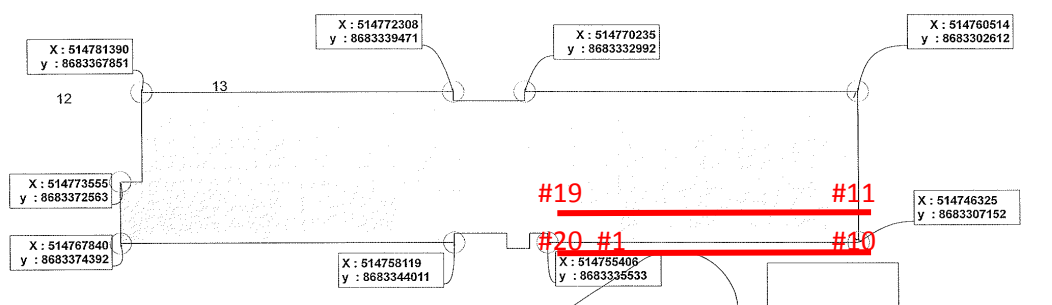 X : 514772308
y : 8683339471
X : 514760514
y : 8683302612
X : 514770235
y : 8683332992
X : 514781390
y : 8683367851
13
12
X : 514773555
y : 8683372563
#19
#11
X : 514746325
y : 8683307152
X : 514767840
y : 8683374392
#20
#1
#10
X : 514758119
y : 8683344011
X : 514755406
y : 8683335533